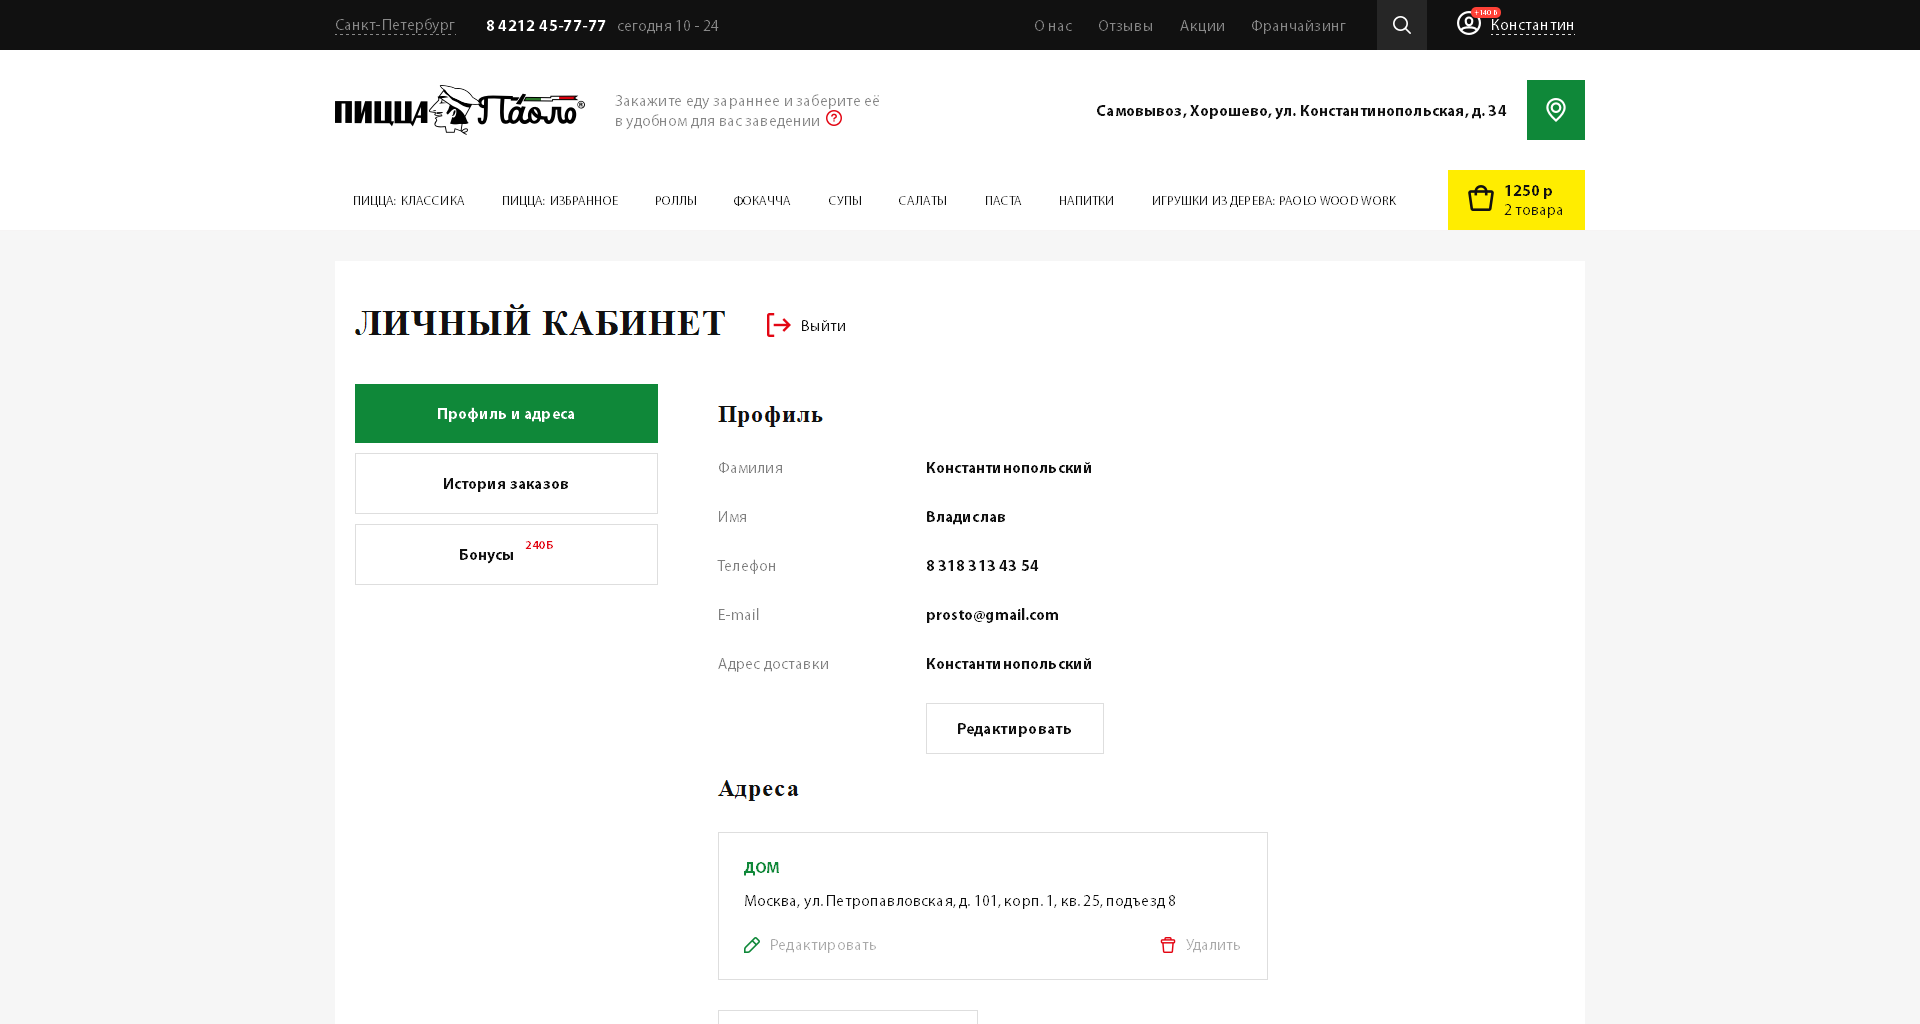 Санкт-Петербург
8 4212 45-77-77
сегодня 10 - 24
О нас
Отзывы
Акции
Франчайзинг
+140 Б
Константин
ПИЦЦА Паоло®
Закажите еду зараннее и заберите её
в удобном для вас заведении ?
Самовывоз, Хорошево, ул. Константинопольская, д. 34
ПИЦЦА: КЛАССИКА
ПИЦЦА: ИЗБРАННОЕ
РОЛЛЫ
ФОКАЧЧА
СУПЫ
САЛАТЫ
ПАСТА
НАПИТКИ
ИГРУШКИ ИЗ ДЕРЕВА: PAOLO WOOD WORK
1250 р
2 товара
ЛИЧНЫЙ КАБИНЕТ
Выйти
Профиль и адреса
История заказов
Бонусы 240Б
Профиль
Фамилия Константинопольский
Имя Владислав
Телефон 8 318 313 43 54
E-mail prosto@gmail.com
Адрес доставки Константинопольский
Редактировать
Адреса
ДОМ
Москва, ул. Петропавловская, д. 101, корп. 1, кв. 25, подъезд 8
Редактировать
Удалить